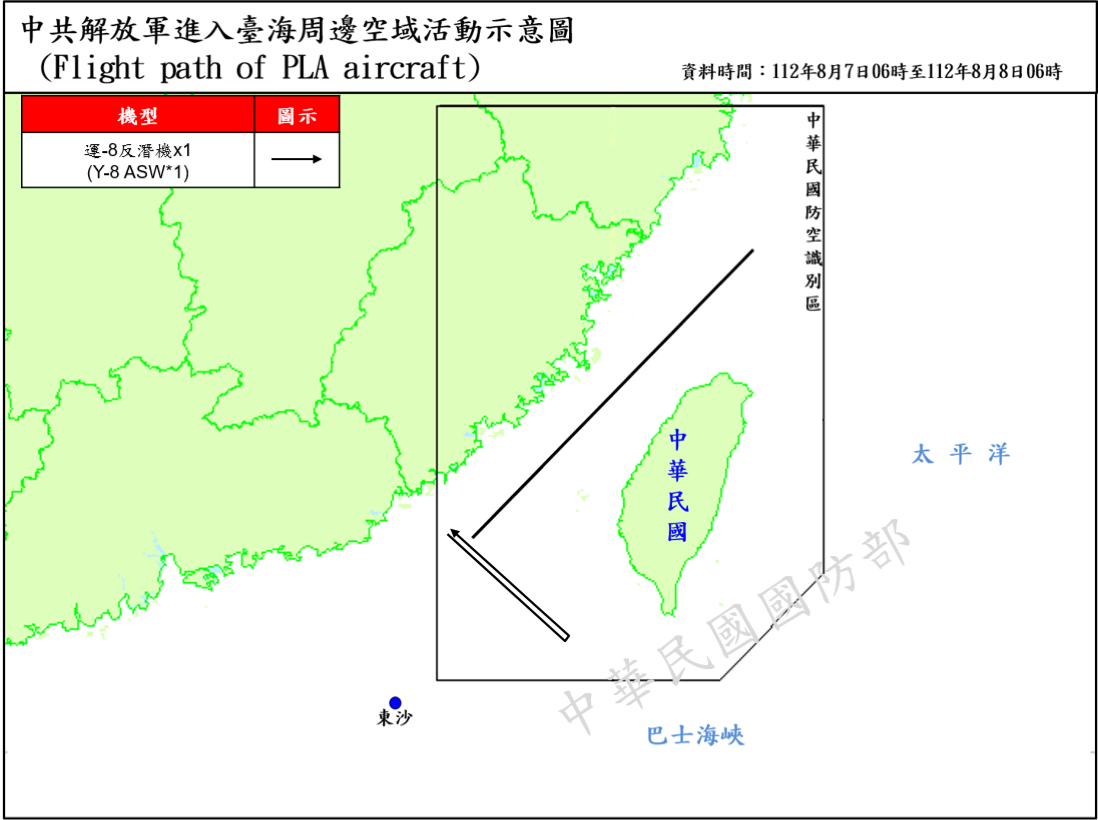 中共解放軍進入臺海周邊空域活動示意圖
(Flight path of PLA aircraft)
資料時間：112年8月7日06時至112年8月8日06時
機型
圖示
運-8反潛機x1
(Y-8 ASW*1)
中華民國防空識別區
中華民國
太平洋
中華民國國防部
東沙
巴士海峽